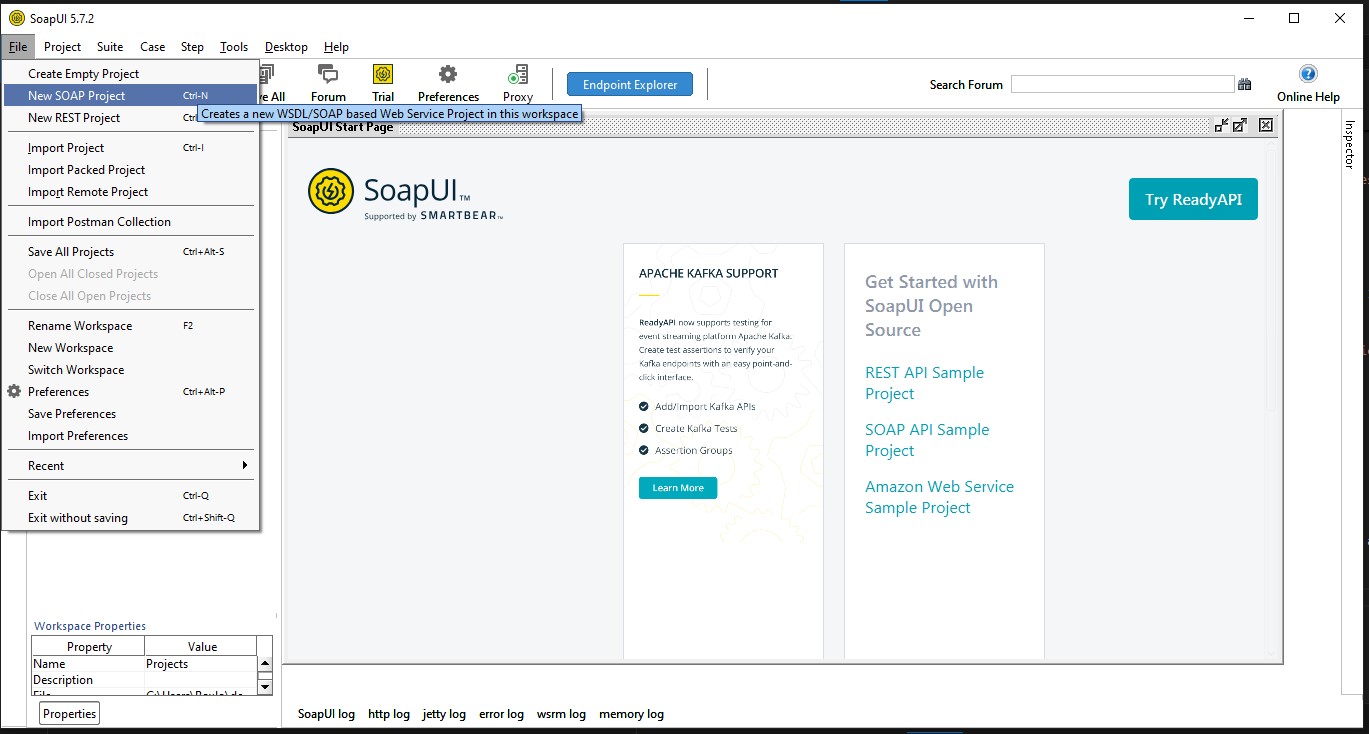 SoapUI 5.7.2
File Project Suite Case Step Tools Desktop Help
Create Empty Project
New SOAP Project Ctrl-N
New REST Project Ctrl
Creates a new WSDL/SOAP based Web Service Project in this workspace
Import Project Ctrl-I
Import Packed Project
Import Remote Project
Import Postman Collection
Save All Projects Ctrl+Alt-S
Open All Closed Projects
Close All Open Projects
Rename Workspace F2
New Workspace
Switch Workspace
Preferences Ctrl+Alt-P
Save Preferences
Import Preferences
Recent
Exit Ctrl-Q
Exit without saving Ctrl+Shift-Q
ve All Forum Trial Preferences Proxy
Endpoint Explorer
Search Forum
Online Help
SoapUI Start Page
Inspector
SoapUI™
Supported by SMARTBEAR™
Try ReadyAPI
APACHE KAFKA SUPPORT
ReadyAPI now supports testing for
event streaming platform Apache Kafka.
Create test assertions to verify your
Kafka endpoints with an easy point-and-
click interface.
Add/Import Kafka APIs
Create Kafka Tests
Assertion Groups
Learn More
Get Started with
SoapUI Open
Source
REST API Sample
Project
SOAP API Sample
Project
Amazon Web Service
Sample Project
Workspace Properties
Property Value
Name Projects
Description
Properties
SoapUI log http log jetty log error log wsrm log memory log